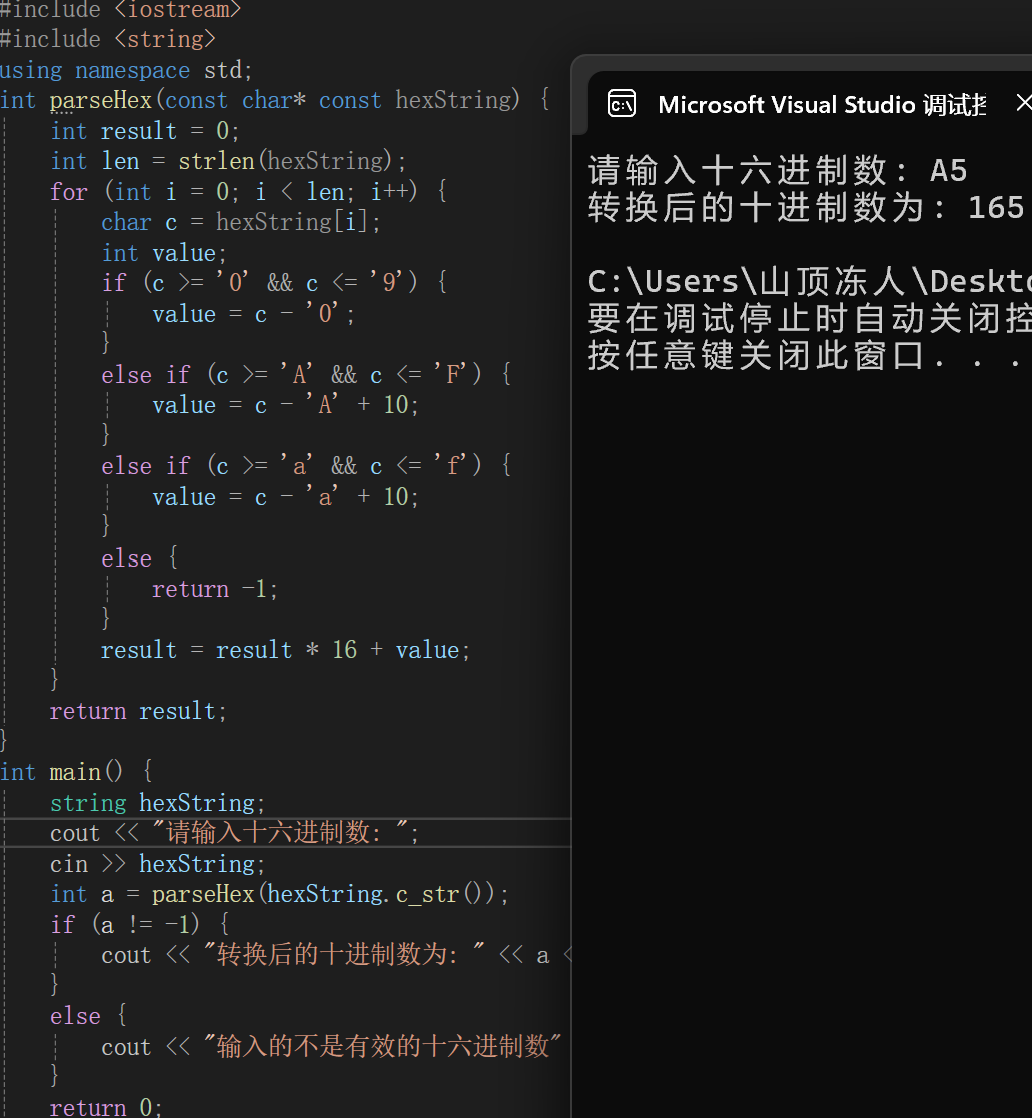 #include <iostream>
#include <string>
using namespace std;
int parseHex(const char* const hexString) {
    int result = 0;
    int len = strlen(hexString);
    for (int i = 0; i < len; i++) {
        char c = hexString[i];
        int value;
        if (c >= '0' && c <= '9') {
            value = c - '0';
        }
        else if (c >= 'A' && c <= 'F') {
            value = c - 'A' + 10;
        }
        else if (c >= 'a' && c <= 'f') {
            value = c - 'a' + 10;
        }
        else {
            return -1;
        }
        result = result * 16 + value;
    }
    return result;
}
int main() {
    string hexString;
    cout << "请输入十六进制数: ";
    cin >> hexString;
    int a = parseHex(hexString.c_str());
    if (a != -1) {
        cout << "转换后的十进制数为: " << a <
    }
    else {
        cout << "输入的不是有效的十六进制数"
    }
    return 0;
Microsoft Visual Studio 调试控
请输入十六进制数: A5
转换后的十进制数为: 165
C:\Users\山顶冻人\Deskto
要在调试停止时自动关闭控
按任意键关闭此窗口. . .